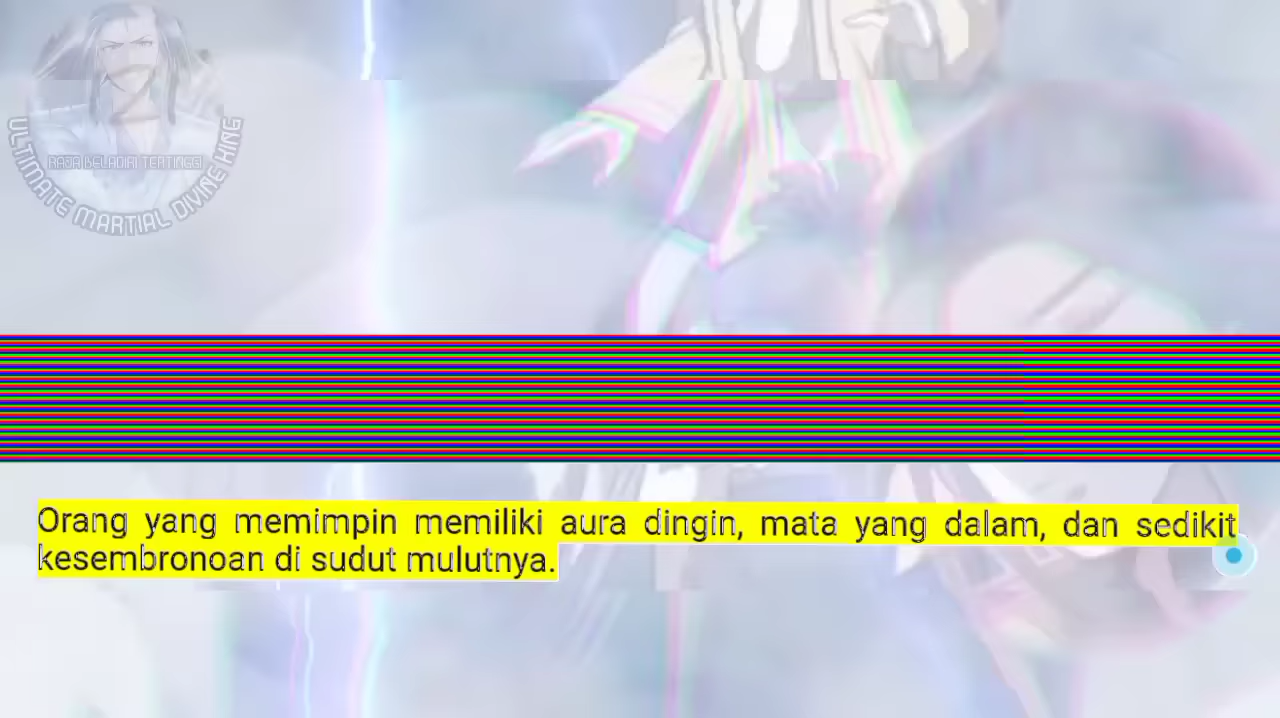 RAJA BELADIRI TERTINGGI
ULTIMATE MARTIAL DIVINE KING
Orang yang memimpin memiliki aura dingin, mata yang dalam, dan sedikit
kesembronoan di sudut mulutnya.